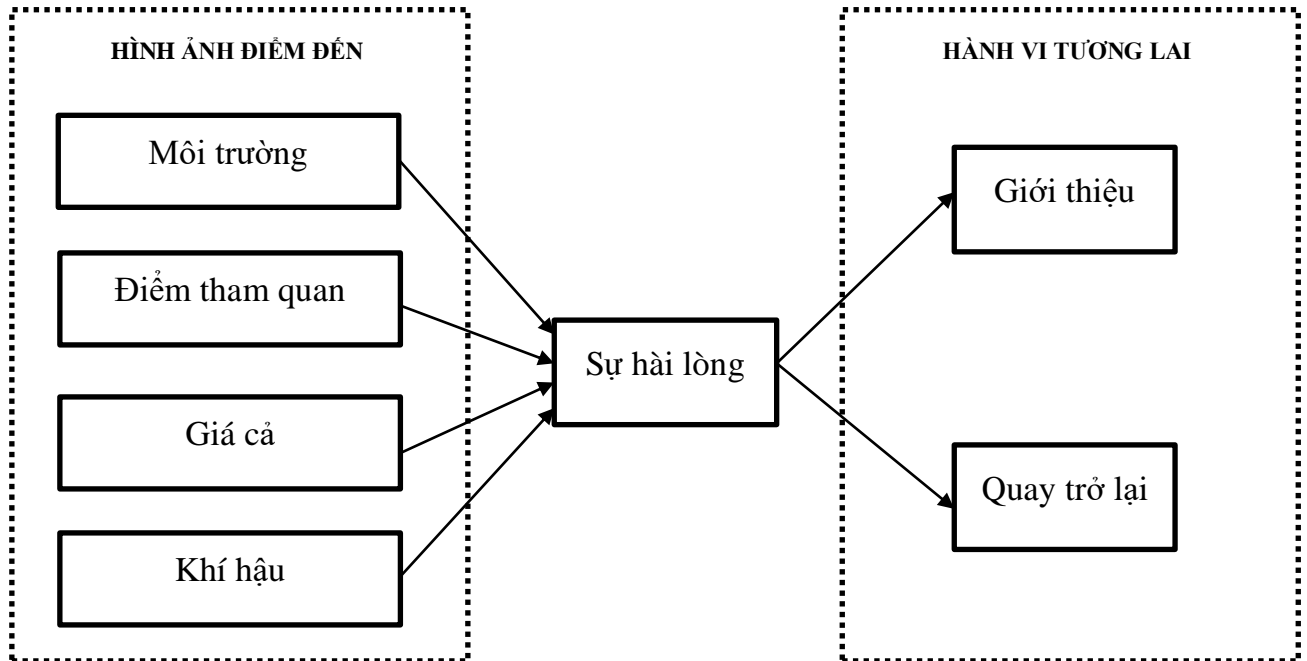 HÌNH ẢNH ĐIỂM ĐẾN
Môi trường
Điểm tham quan
Giá cả
Khí hậu
Sự hài lòng
HÀNH VI TƯƠNG LAI
Giới thiệu
Quay trở lại